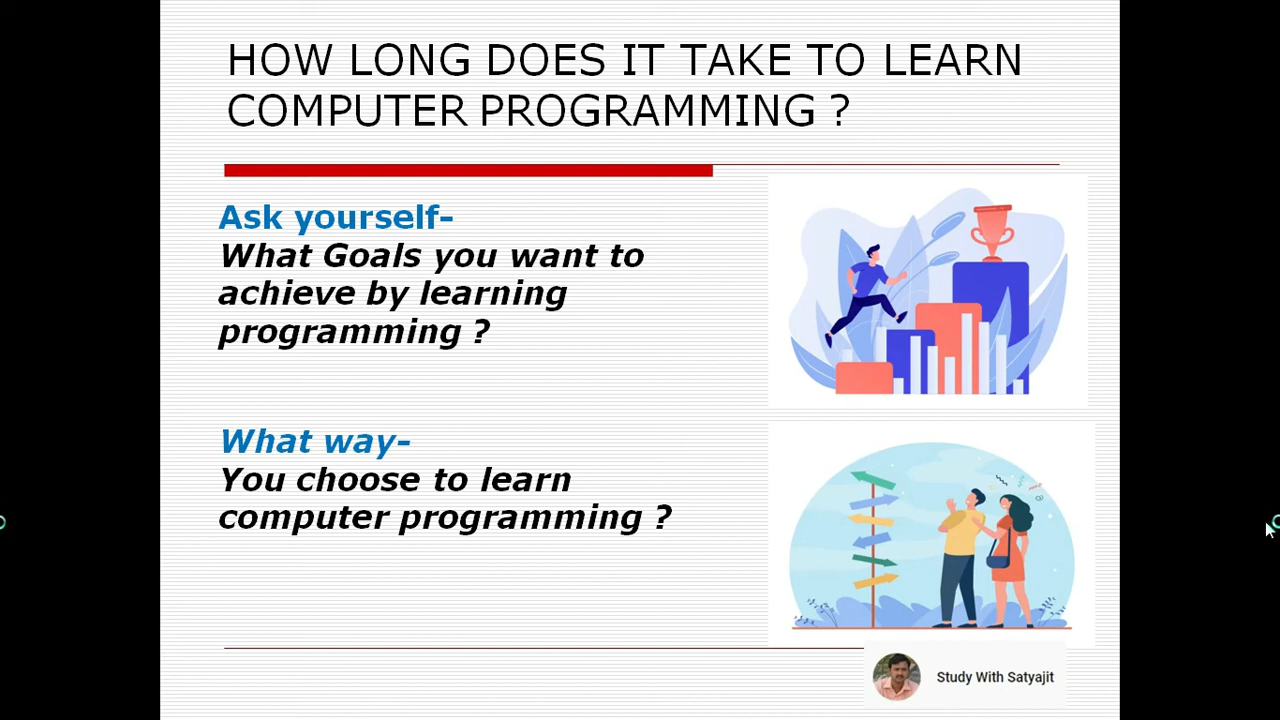 HOW LONG DOES IT TAKE TO LEARN
COMPUTER PROGRAMMING ?
Ask yourself-
What Goals you want to
achieve by learning
programming ?
What way-
You choose to learn
computer programming ?
Study With Satyajit